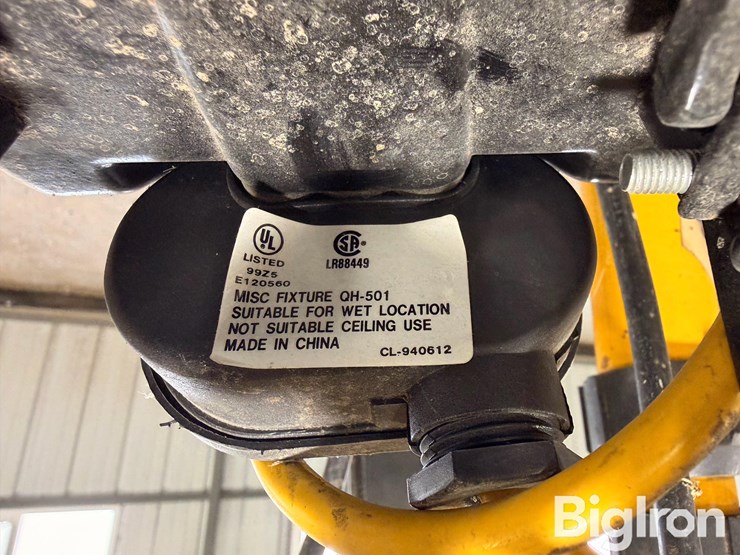 UL
LISTED
99Z5
E120560
SA
LR88449
MISC FIXTURE QH-501
SUITABLE FOR WET LOCATION
NOT SUITABLE CEILING USE
MADE IN CHINA
CL-940612
BigIron